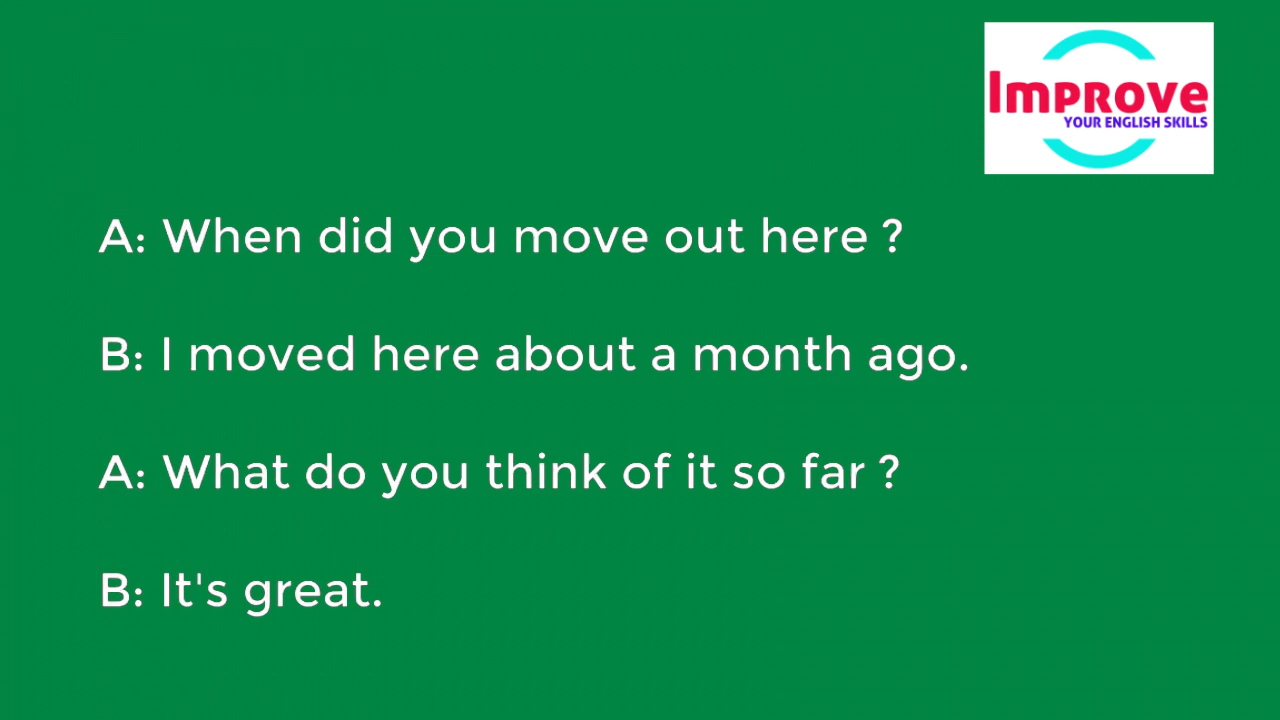 Improve
YOUR ENGLISH SKILLS
A: When did you move out here ?
B: I moved here about a month ago.
A: What do you think of it so far ?
B: It's great.